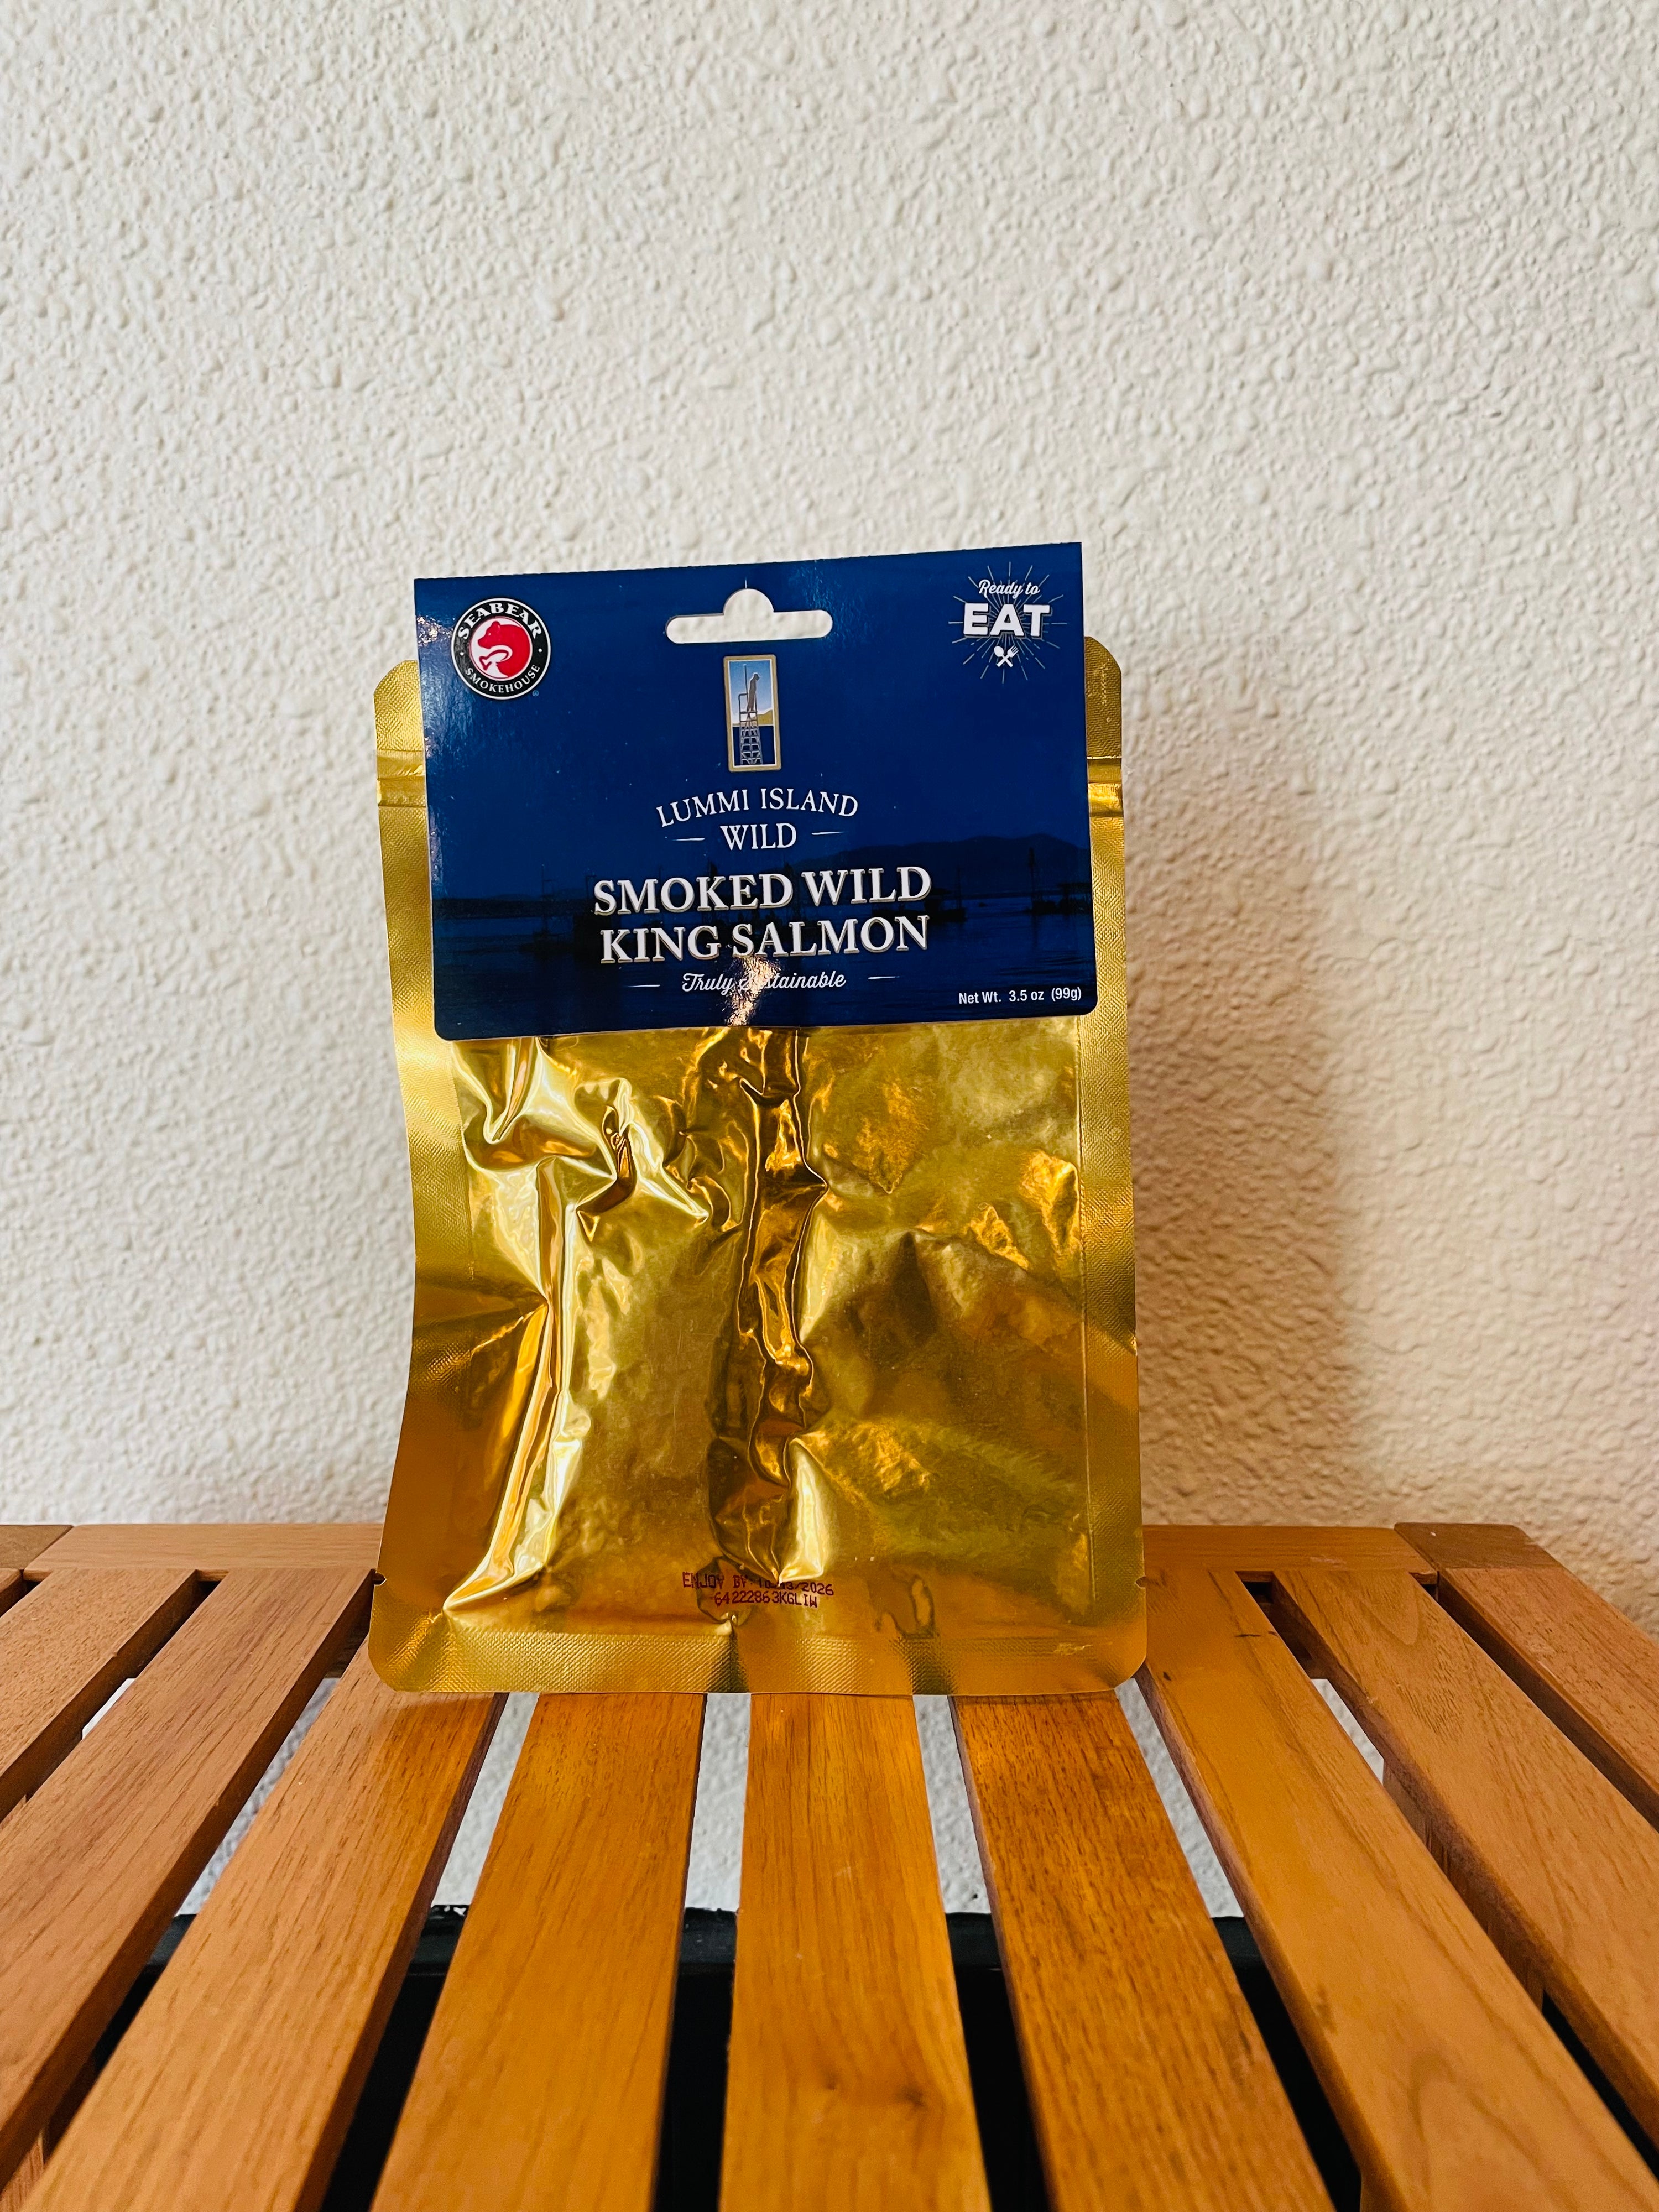 SEABEAR
SMOKEHOUSE
Ready to
EAT
LUMMI ISLAND
WILD
SMOKED WILD
KING SALMON
Truly Sustainable
Net Wt. 3.5 oz (99g)
ENJOY BY
64222863KGLIW